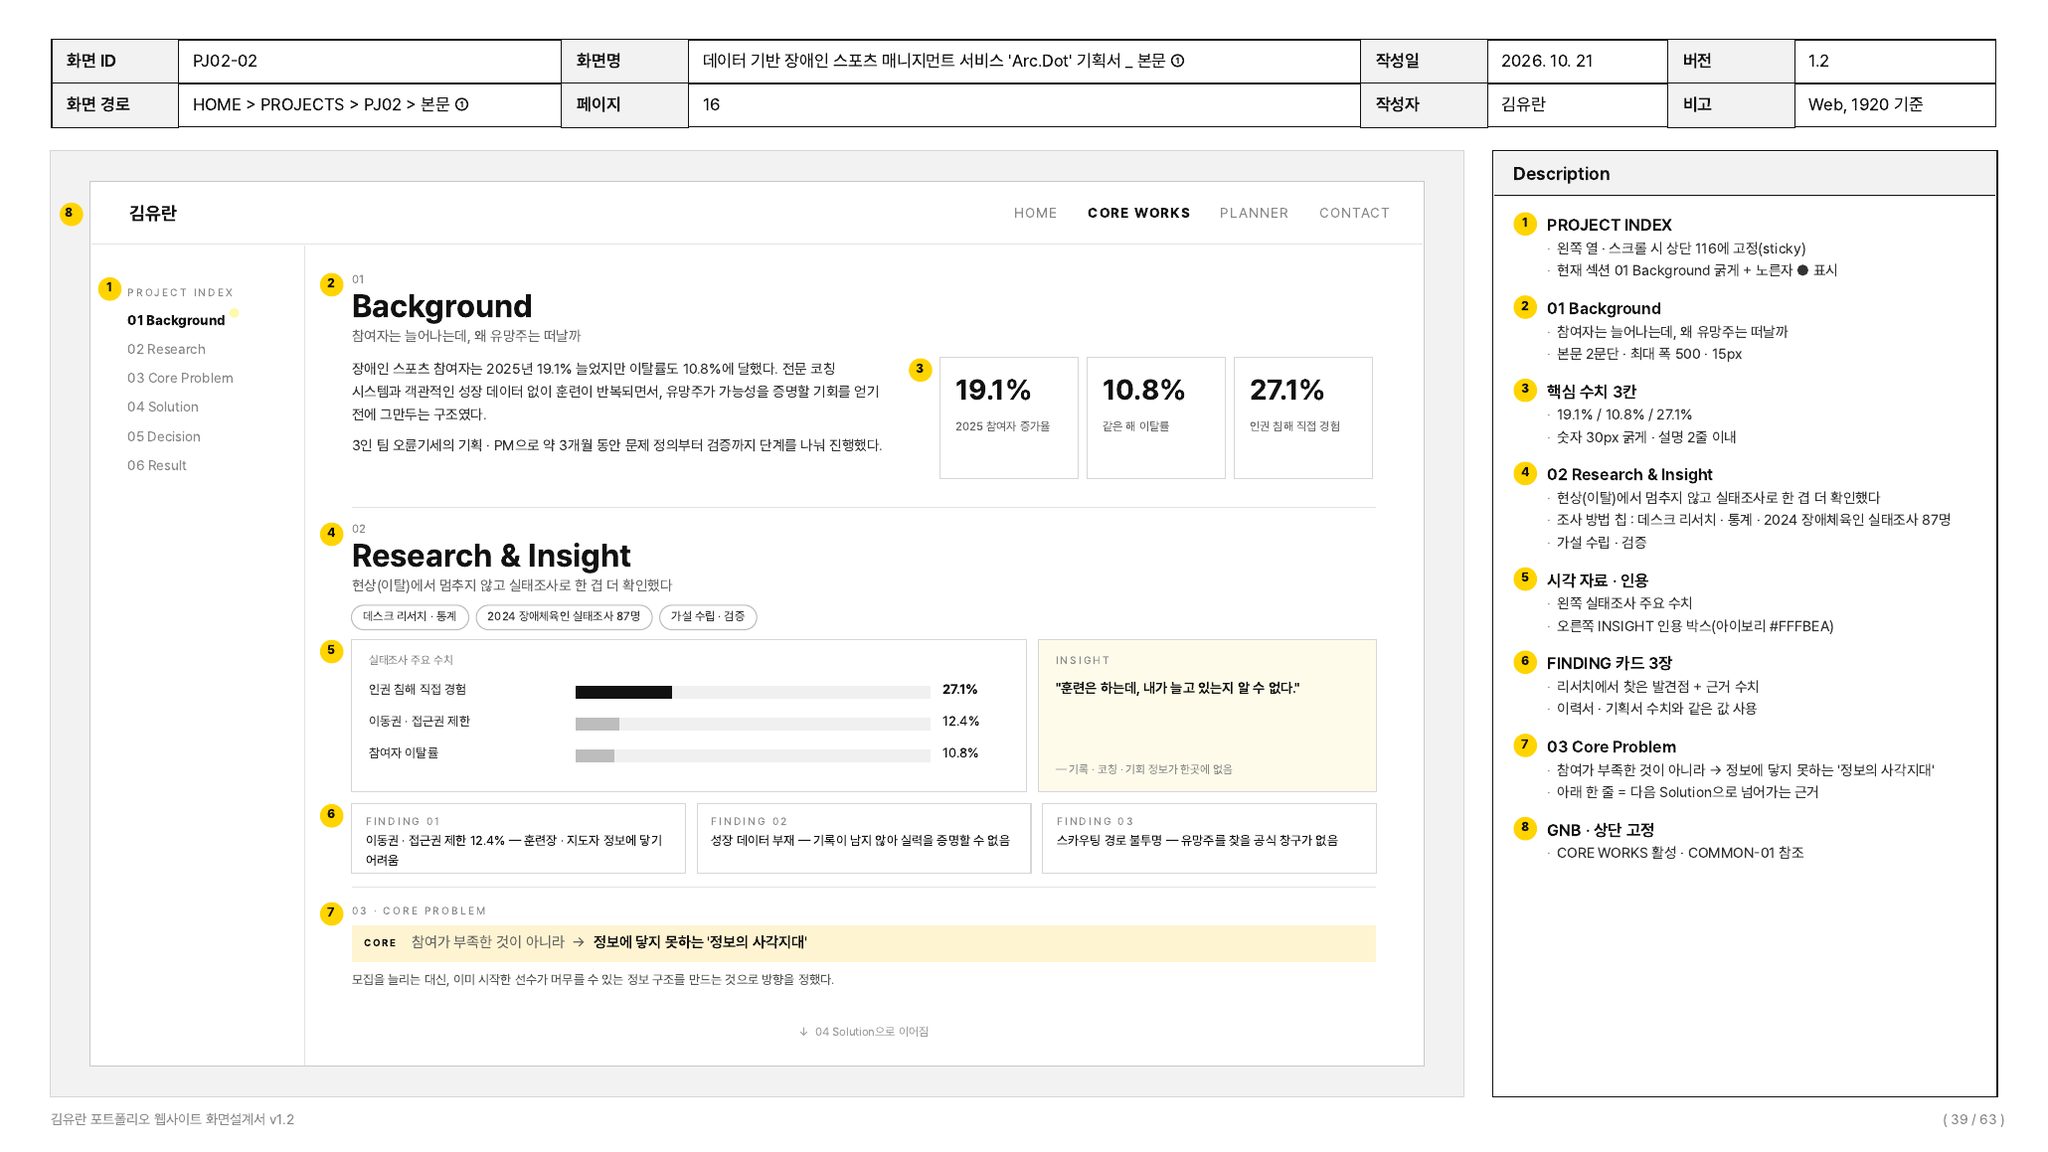 화면 ID PJ02-02 화면명 데이터 기반 장애인 스포츠 매니지먼트 서비스 'Arc.Dot' 기획서 _ 본문 ① 작성일 2026. 10. 21 버전 1.2
화면 경로 HOME > PROJECTS > PJ02 > 본문 ① 페이지 16 작성자 김유란 비고 Web, 1920 기준
8 김유란 HOME CORE WORKS PLANNER CONTACT
1 PROJECT INDEX
01 Background
02 Research
03 Core Problem
04 Solution
05 Decision
06 Result
2 01
Background
참여자는 늘어나는데, 왜 유망주는 떠날까
장애인 스포츠 참여자는 2025년 19.1% 늘었지만 이탈률도 10.8%에 달했다. 전문 코칭
시스템과 객관적인 성장 데이터 없이 훈련이 반복되면서, 유망주가 가능성을 증명할 기회를 얻기
전에 그만두는 구조였다.
3인 팀 오륜기세의 기획 · PM으로 약 3개월 동안 문제 정의부터 검증까지 단계를 나눠 진행했다.
3
19.1%
2025 참여자 증가율
10.8%
같은 해 이탈률
27.1%
인권 침해 직접 경험
4 02
Research & Insight
현상(이탈)에서 멈추지 않고 실태조사로 한 겹 더 확인했다
데스크 리서치 · 통계 2024 장애체육인 실태조사 87명 가설 수립 · 검증
5 실태조사 주요 수치
인권 침해 직접 경험 27.1%
이동권 · 접근권 제한 12.4%
참여자 이탈률 10.8%
INSIGHT
"훈련은 하는데, 내가 늘고 있는지 알 수 없다."
— 기록 · 코칭 · 기회 정보가 한곳에 없음
6 FINDING 01
이동권 · 접근권 제한 12.4% — 훈련장 · 지도자 정보에 닿기
어려움
FINDING 02
성장 데이터 부재 — 기록이 남지 않아 실력을 증명할 수 없음
FINDING 03
스카우팅 경로 불투명 — 유망주를 찾을 공식 창구가 없음
7 03 · CORE PROBLEM
CORE 참여가 부족한 것이 아니라 → 정보에 닿지 못하는 '정보의 사각지대'
모집을 늘리는 대신, 이미 시작한 선수가 머무를 수 있는 정보 구조를 만드는 것으로 방향을 정했다.
↓ 04 Solution으로 이어짐
Description
1 PROJECT INDEX
· 왼쪽 열 · 스크롤 시 상단 116에 고정(sticky)
· 현재 섹션 01 Background 굵게 + 노른자 ● 표시
2 01 Background
· 참여자는 늘어나는데, 왜 유망주는 떠날까
· 본문 2문단 · 최대 폭 500 · 15px
3 핵심 수치 3칸
· 19.1% / 10.8% / 27.1%
· 숫자 30px 굵게 · 설명 2줄 이내
4 02 Research & Insight
· 현상(이탈)에서 멈추지 않고 실태조사로 한 겹 더 확인했다
· 조사 방법 칩 : 데스크 리서치 · 통계 · 2024 장애체육인 실태조사 87명
· 가설 수립 · 검증
5 시각 자료 · 인용
· 왼쪽 실태조사 주요 수치
· 오른쪽 INSIGHT 인용 박스(아이보리 #FFFBEA)
6 FINDING 카드 3장
· 리서치에서 찾은 발견점 + 근거 수치
· 이력서 · 기획서 수치와 같은 값 사용
7 03 Core Problem
· 참여가 부족한 것이 아니라 → 정보에 닿지 못하는 '정보의 사각지대'
· 아래 한 줄 = 다음 Solution으로 넘어가는 근거
8 GNB · 상단 고정
· CORE WORKS 활성 · COMMON-01 참조
김유란 포트폴리오 웹사이트 화면설계서 v1.2
( 39 / 63 )